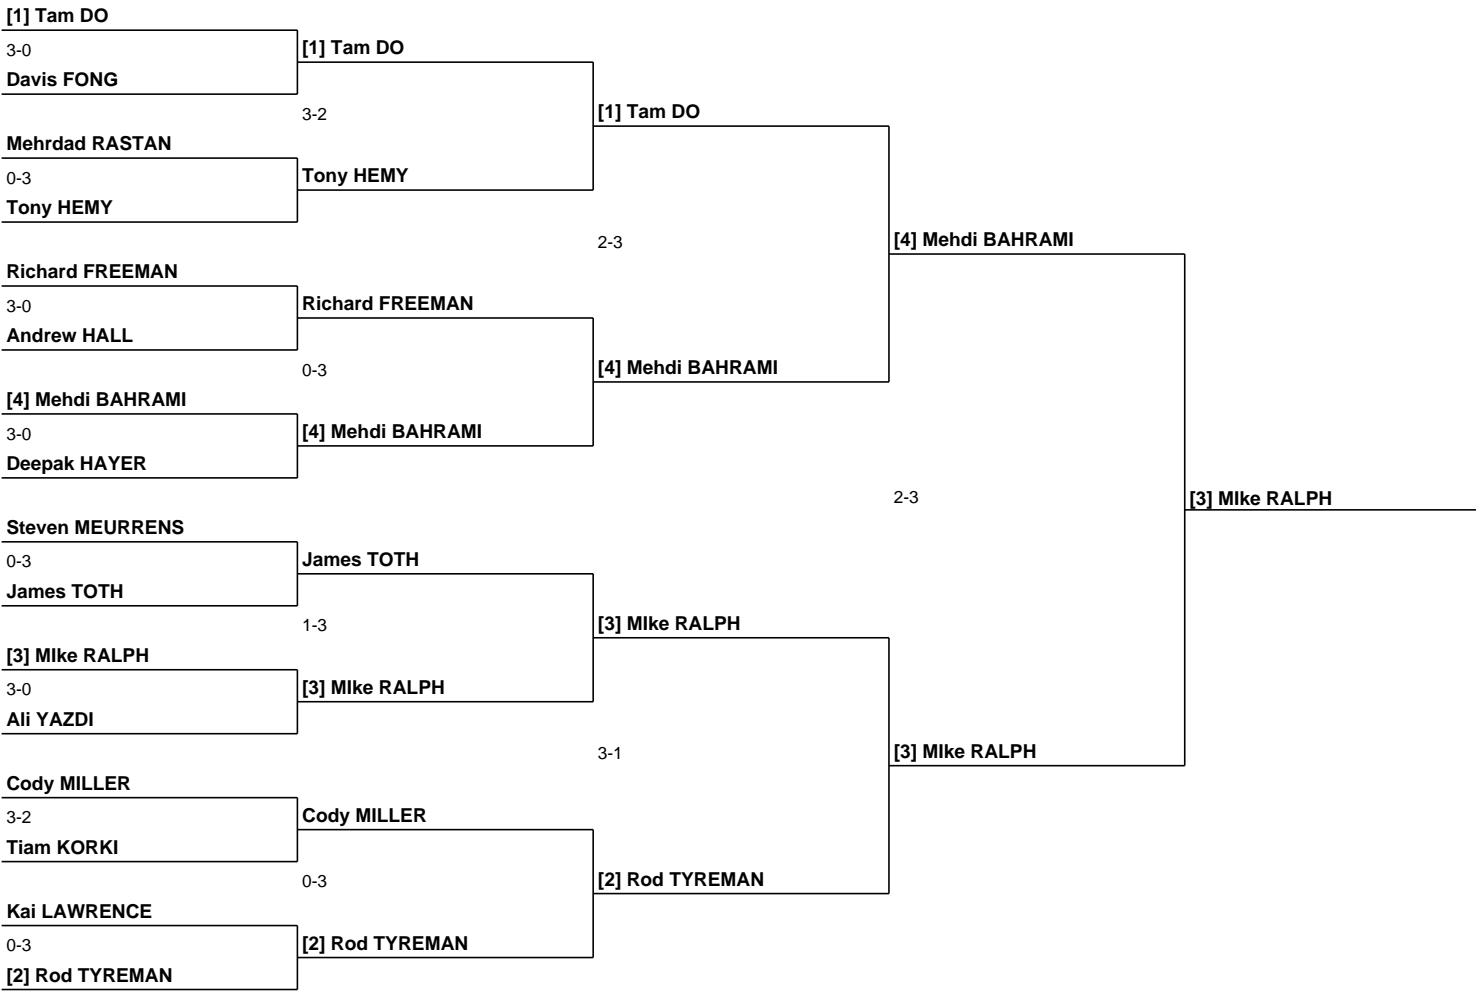 [1] Tam DO
3-0
Davis FONG
Mehrdad RASTAN
0-3
Tony HEMY
Richard FREEMAN
3-0
Andrew HALL
[4] Mehdi BAHRAMI
3-0
Deepak HAYER
Steven MEURRENS
0-3
James TOTH
[3] MIke RALPH
3-0
Ali YAZDI
Cody MILLER
3-2
Tiam KORKI
Kai LAWRENCE
0-3
[2] Rod TYREMAN
[1] Tam DO
3-2
Tony HEMY
Richard FREEMAN
0-3
[4] Mehdi BAHRAMI
James TOTH
1-3
[3] MIke RALPH
Cody MILLER
0-3
[2] Rod TYREMAN
[1] Tam DO
2-3
[4] Mehdi BAHRAMI
[3] MIke RALPH
3-1
[2] Rod TYREMAN
[4] Mehdi BAHRAMI
2-3
[3] MIke RALPH
[3] MIke RALPH